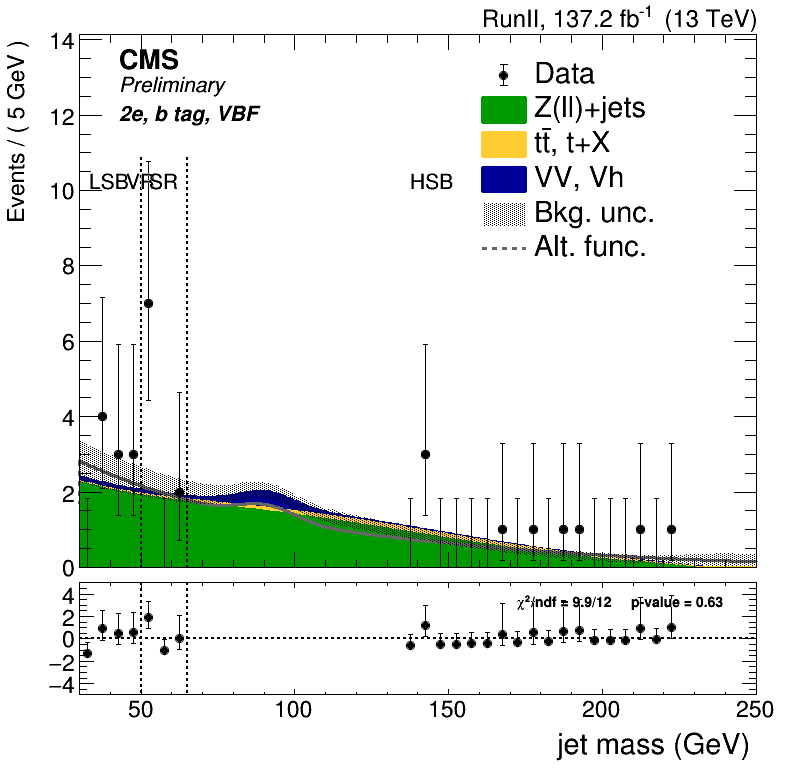 RunII, 137.2 fb⁻¹ (13 TeV)
CMS
Preliminary
2e, b tag, VBF
Data
Z(ll)+jets
tt̄, t+X
VV, Vh
Bkg. unc.
Alt. func.
LSB
VR
SR
HSB
Events / ( 5 GeV )
14
12
10
8
6
4
2
0
χ²/ndf = 9.9/12 p-value = 0.63
4
2
0
−2
−4
50 100 150 200 250
jet mass (GeV)